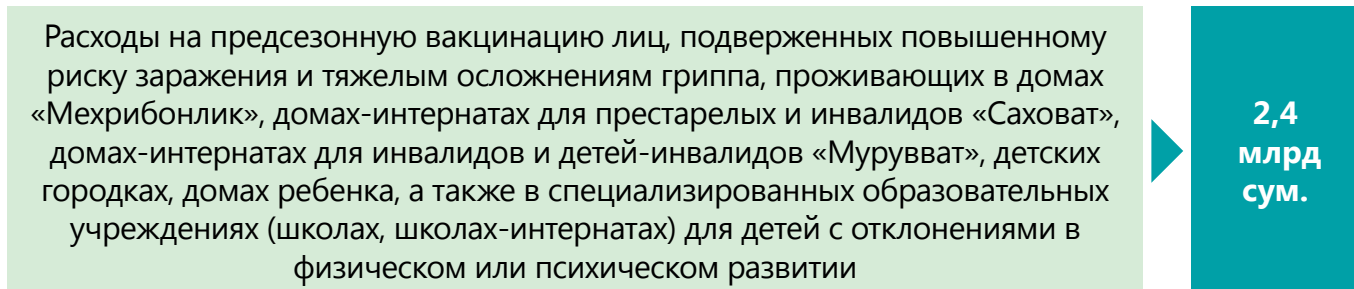 Расходы на предсезонную вакцинацию лиц, подверженных повышенному
риску заражения и тяжелым осложнениям гриппа, проживающих в домах
«Мехрибонлик», домах-интернатах для престарелых и инвалидов «Саховат»,
домах-интернатах для инвалидов и детей-инвалидов «Мурувват», детских
городках, домах ребенка, а также в специализированных образовательных
учреждениях (школах, школах-интернатах) для детей с отклонениями в
физическом или психическом развитии
2,4
млрд
сум.